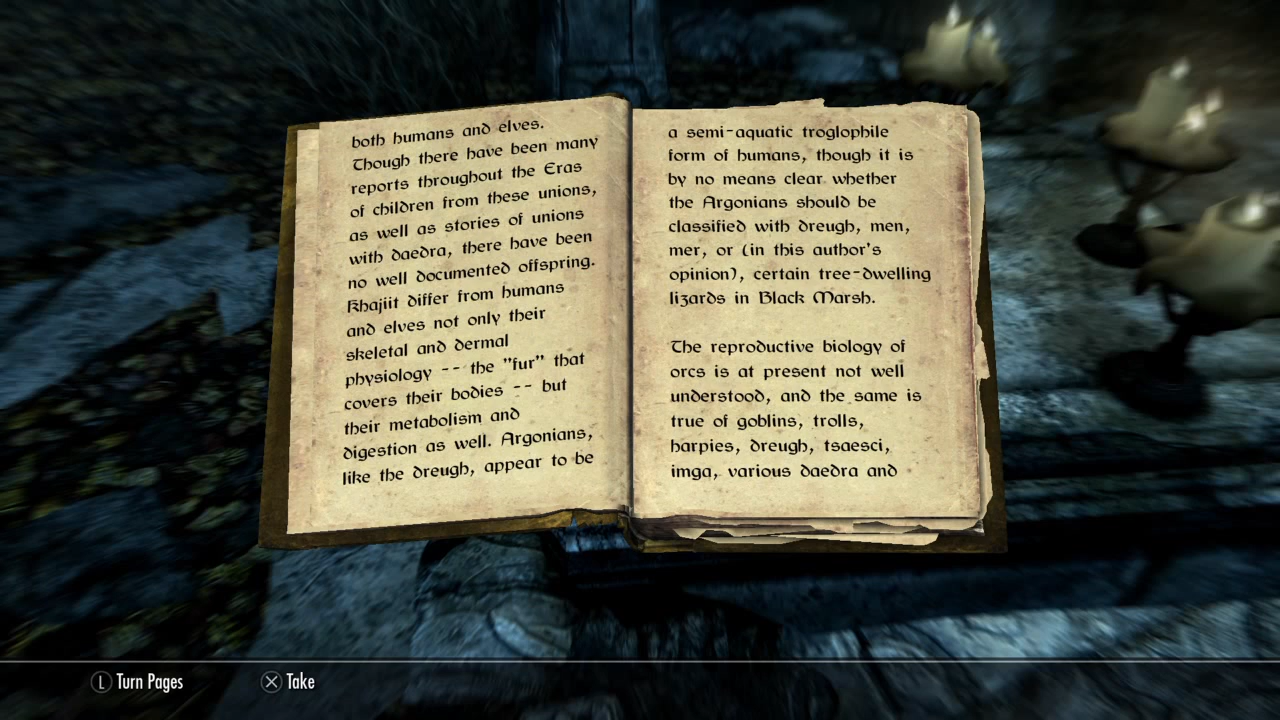 both humans and elves.
Though there have been many
reports throughout the Eras
of children from these unions,
as well as stories of unions
with daedra, there have been
no well documented offspring.
Khajiit differ from humans
and elves not only their
skeletal and dermal
physiology -- the "fur" that
covers their bodies -- but
their metabolism and
digestion as well. Argonians,
like the dreugh, appear to be
a semi-aquatic troglophile
form of humans, though it is
by no means clear whether
the Argonians should be
classified with dreugh, men,
mer, or (in this author's
opinion), certain tree-dwelling
lizards in Black Marsh.
The reproductive biology of
orcs is at present not well
understood, and the same is
true of goblins, trolls,
harpies, dreugh, tsaesci,
imga, various daedra and
L Turn Pages
X Take